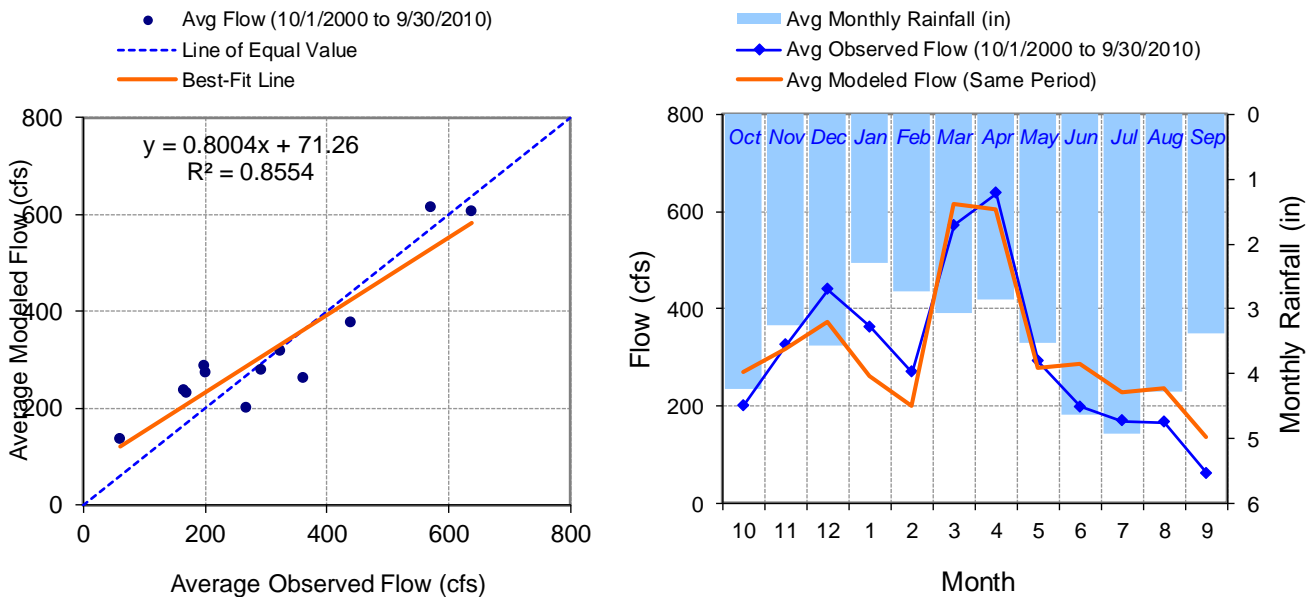 Avg Flow (10/1/2000 to 9/30/2010)
Line of Equal Value
Best-Fit Line
y = 0.8004x + 71.26
R² = 0.8554
Average Modeled Flow (cfs)
800
600
400
200
0
0 200 400 600 800
Average Observed Flow (cfs)
Avg Monthly Rainfall (in)
Avg Observed Flow (10/1/2000 to 9/30/2010)
Avg Modeled Flow (Same Period)
Flow (cfs)
800
600
400
200
0
Oct Nov Dec Jan Feb Mar Apr May Jun Jul Aug Sep
0
1
2
3
4
5
6
Monthly Rainfall (in)
10 11 12 1 2 3 4 5 6 7 8 9
Month